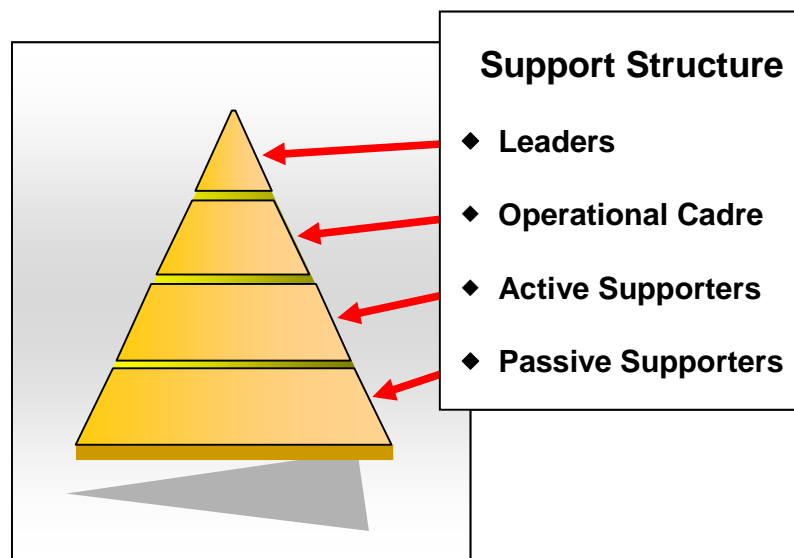 Support Structure
◆ Leaders
◆ Operational Cadre
◆ Active Supporters
◆ Passive Supporters